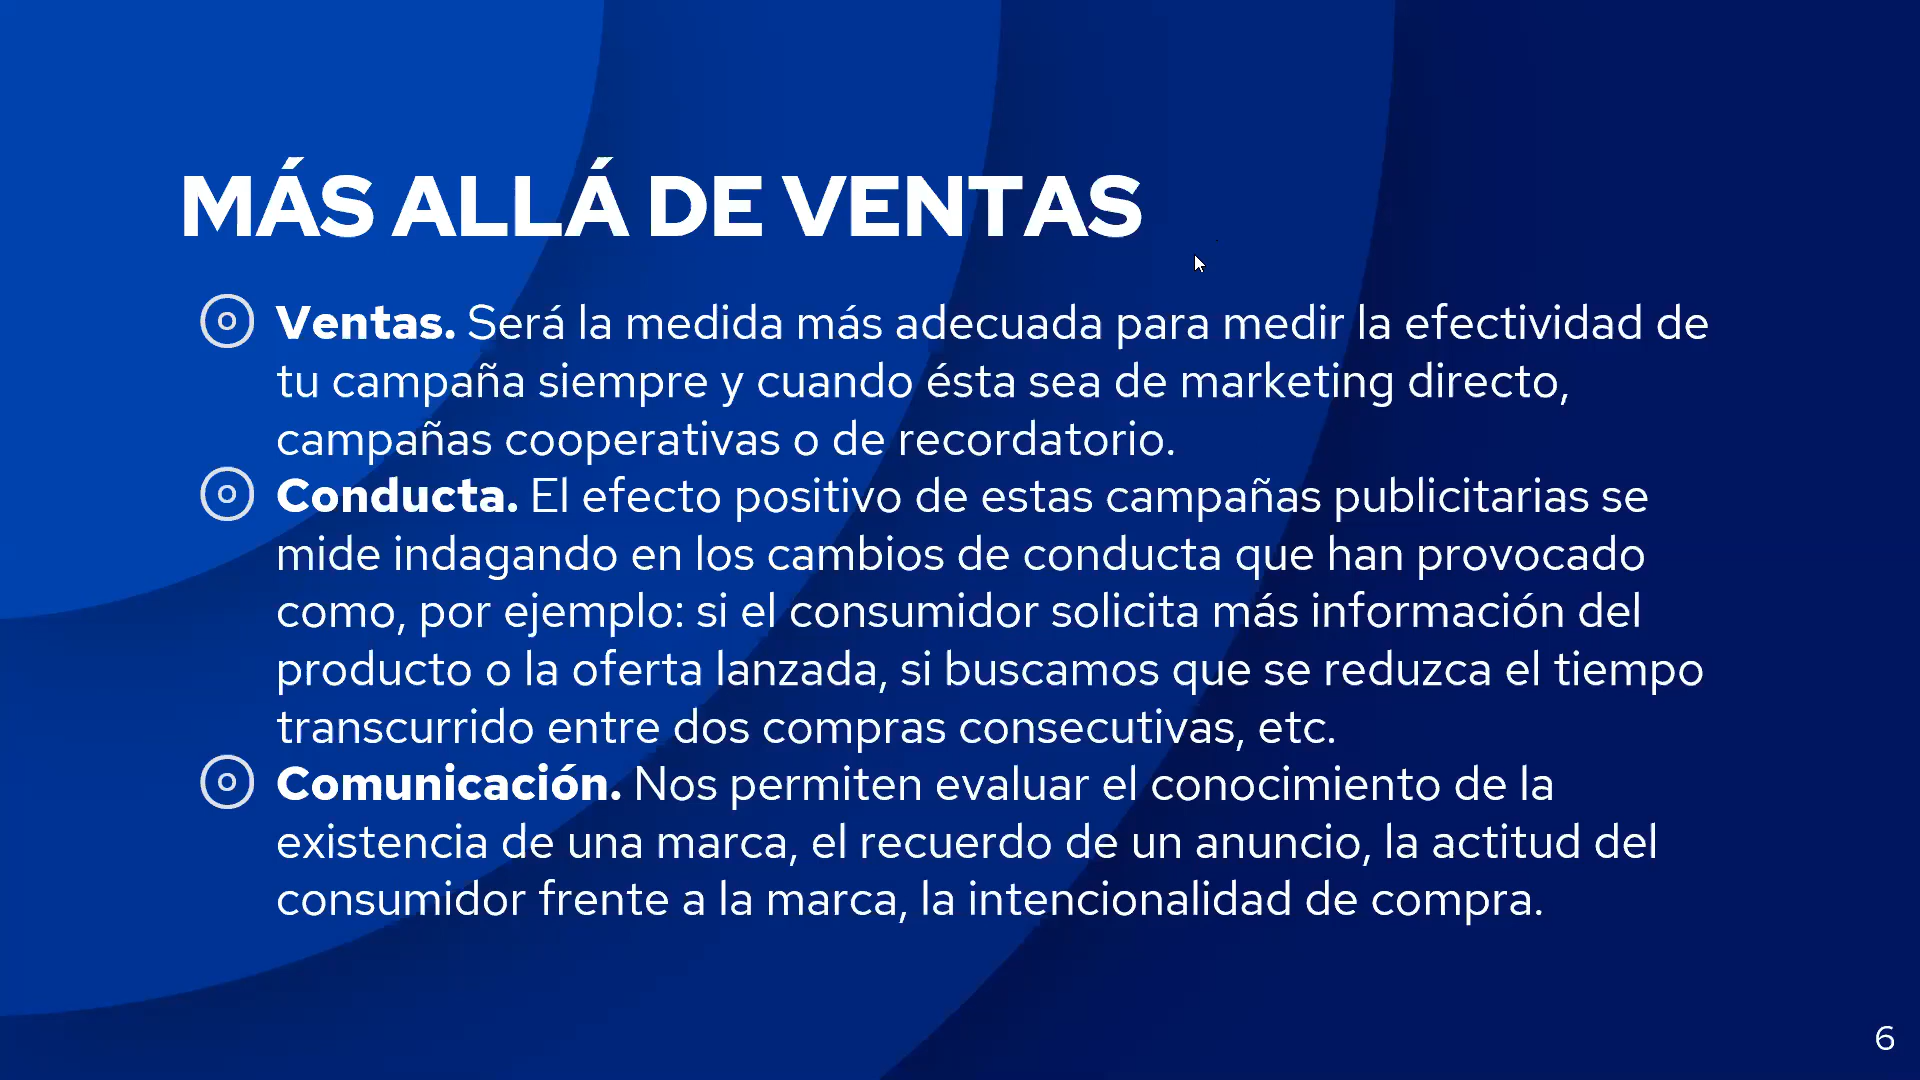 MÁS ALLÁ DE VENTAS
Ventas. Será la medida más adecuada para medir la efectividad de
tu campaña siempre y cuando ésta sea de marketing directo,
campañas cooperativas o de recordatorio.
Conducta. El efecto positivo de estas campañas publicitarias se
mide indagando en los cambios de conducta que han provocado
como, por ejemplo: si el consumidor solicita más información del
producto o la oferta lanzada, si buscamos que se reduzca el tiempo
transcurrido entre dos compras consecutivas, etc.
Comunicación. Nos permiten evaluar el conocimiento de la
existencia de una marca, el recuerdo de un anuncio, la actitud del
consumidor frente a la marca, la intencionalidad de compra.
6